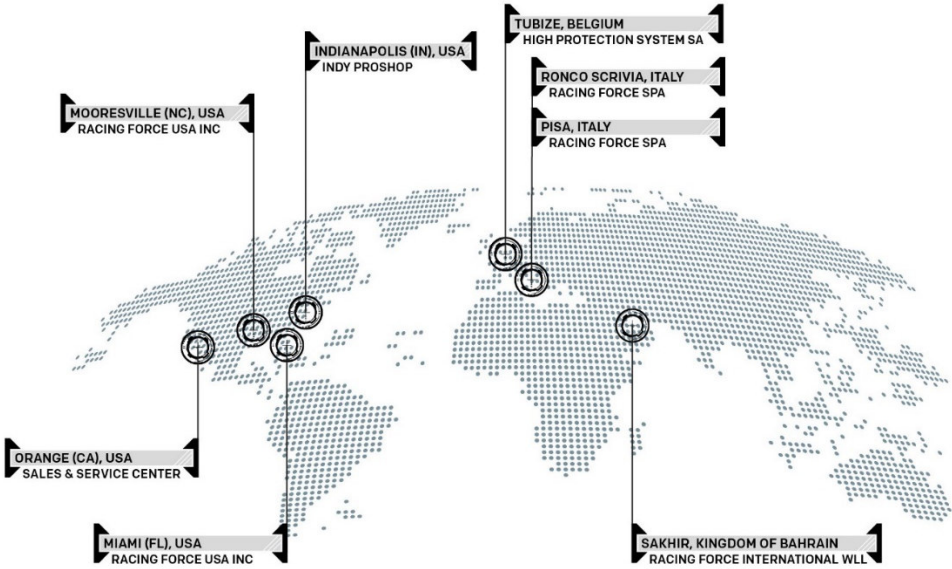 TUBIZE, BELGIUM
HIGH PROTECTION SYSTEM SA
INDIANAPOLIS (IN), USA
INDY PROSHOP
RONCO SCRIVIA, ITALY
RACING FORCE SPA
MOORESVILLE (NC), USA
RACING FORCE USA INC
PISA, ITALY
RACING FORCE SPA
ORANGE (CA), USA
SALES & SERVICE CENTER
MIAMI (FL), USA
RACING FORCE USA INC
SAKHIR, KINGDOM OF BAHRAIN
RACING FORCE INTERNATIONAL WLL